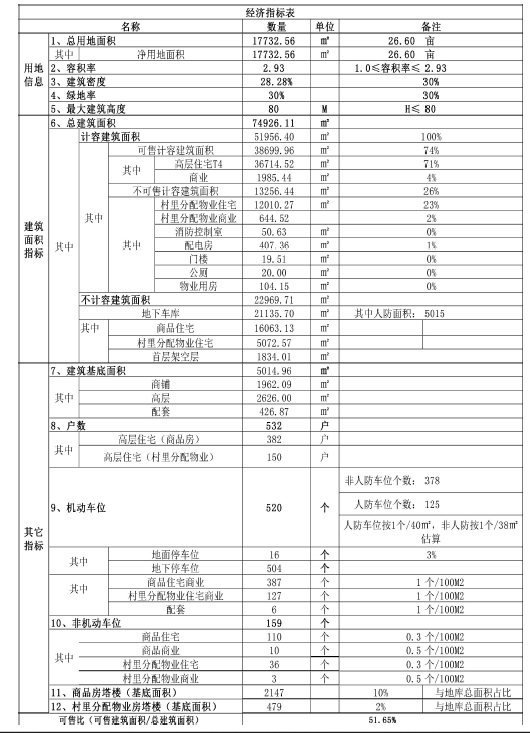 经济指标表
名称 数量 单位 备注
用地信息
1、总用地面积 17732.56 ㎡ 26.60 亩
其中 净用地面积 17732.56 ㎡ 26.60 亩
2、容积率 2.93 1.0≤容积率≤ 2.93
3、建筑密度 28.28% 30%
4、绿地率 30% 30%
5、最大建筑高度 80 M H≤ 80
建筑面积指标
6、总建筑面积 74926.11 ㎡
其中
计容建筑面积 51956.40 ㎡ 100%
其中
可售计容建筑面积 38699.96 ㎡ 74%
其中 高层住宅T4 36714.52 ㎡ 71%
商业 1985.44 ㎡ 4%
不可售计容建筑面积 13256.44 ㎡ 26%
其中
村里分配物业住宅 12010.27 ㎡ 23%
村里分配物业商业 644.52 2%
消防控制室 50.63 ㎡ 0%
配电房 407.36 ㎡ 1%
门楼 19.51 ㎡ 0%
公厕 20.00 ㎡ 0%
物业用房 104.15 ㎡ 0%
不计容建筑面积 22969.71 ㎡
地下车库 21135.70 ㎡ 其中人防面积：5015
其中 商品住宅 16063.13 ㎡
村里分配物业住宅 5072.57 ㎡
首层架空层 1834.01 ㎡
其它指标
7、建筑基底面积 5014.96 ㎡
其中
商铺 1962.09 ㎡
高层 2626.00 ㎡
配套 426.87 ㎡
8、户数 532 户
其中
高层住宅（商品房） 382 户
高层住宅（村里分配物业） 150 户
9、机动车位 520 个
非人防车位个数：378
人防车位个数：125
人防车位按1个/40㎡，非人防按1个/38㎡
估算
其中 地面停车位 16 个 3%
地下停车位 504 个
其中
商品住宅商业 387 个 1 个/100M2
村里分配物业住宅商业 127 个 1 个/100M2
配套 6 个 1 个/100M2
10、非机动车位 159 个
其中
商品住宅 110 个 0.3 个/100M2
商品商业 10 个 0.5 个/100M2
村里分配物业住宅 36 个 0.3 个/100M2
村里分配物业商业 3 个 0.5 个/100M2
11、商品房塔楼（基底面积） 2147 10% 与地库总面积占比
12、村里分配物业房塔楼（基底面积） 479 2% 与地库总面积占比
可售比（可售建筑面积/总建筑面积） 51.65%